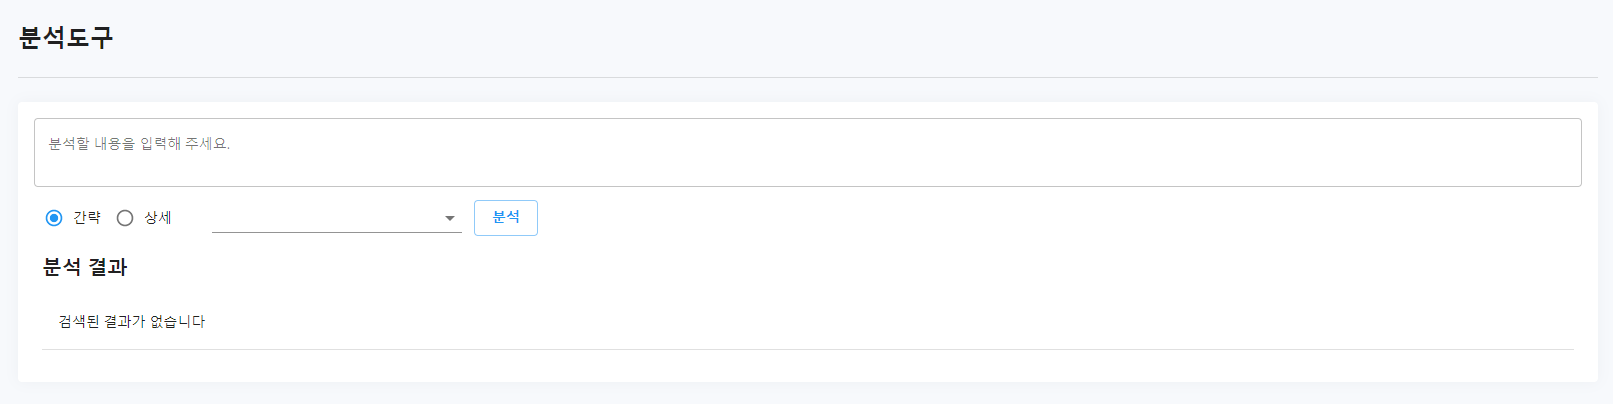 분석도구
분석할 내용을 입력해 주세요.
간략 상세 분석
분석 결과
검색된 결과가 없습니다